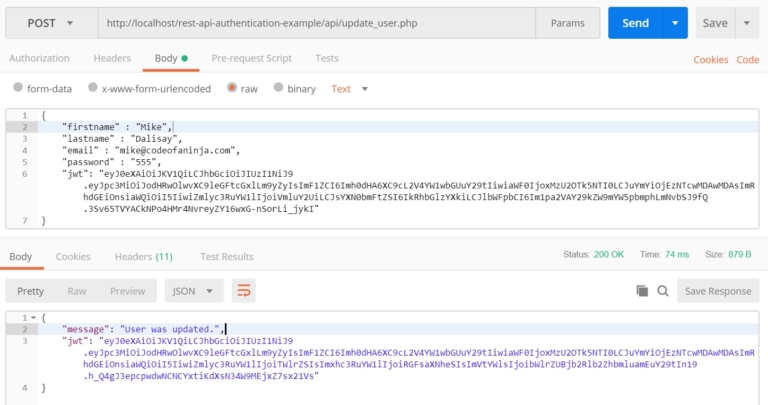 POST http://localhost/rest-api-authentication-example/api/update_user.php Params Send Save
Authorization Headers Body Pre-request Script Tests Cookies Code
form-data x-www-form-urlencoded raw binary Text
1 {
2 "firstname" : "Mike",
3 "lastname" : "Dalisay",
4 "email" : "mike@codeofaninja.com",
5 "password" : "555",
6 "jwt": "eyJ0eXAiOiJKV1QiLCJhbGciOiJIUzI1NiJ9
.eyJpc3MiOiJodHRwOlwvXC9leGFtcGxlLm9yZyIsImF1ZCI6Imh0dHA6XC9cL2V4YW1wbGUuY29tIiwiaWF0IjoxMzU2OTk5NTI0LCJuYmYiOjEzNTcwMDAwMDAsImR
hdGEiOnsiaWQiOiI5IiwiZmlyc3RuYW1lIjoiVmluY2UiLCJsYXN0bmFtZSI6IkRhbGlzYXkiLCJlbWFpbCI6Im1pa2VAY29kZW9mYW5pbmphLmNvbSJ9fQ
.3Sv65TVYACkNPo4HMr4NvreyZY16wxG-nSorLi_jykI"
7 }
Body Cookies Headers (11) Test Results Status: 200 OK Time: 74 ms Size: 879 B
Pretty Raw Preview JSON Save Response
1 {
2 "message": "User was updated.",
3 "jwt": "eyJ0eXAiOiJKV1QiLCJhbGciOiJIUzI1NiJ9
.eyJpc3MiOiJodHRwOlwvXC9leGFtcGxlLm9yZyIsImF1ZCI6Imh0dHA6XC9cL2V4YW1wbGUuY29tIiwiaWF0IjoxMzU2OTk5NTI0LCJuYmYiOjEzNTcwMDAwMDAsImR
hdGEiOnsiaWQiOiI5IiwiZmlyc3RuYW1lIjoiTWlrZSIsImxhc3RuYW1lIjoiRGFsaXNheSIsImVtYWlsIjoibWlrZUBjb2Rlb2ZhbmluamEuY29tIn19
.h_Q4gJ3epcpwdwNCNCYxtiKdXsN34W9MEjxZ7sx21Vs"
4 }